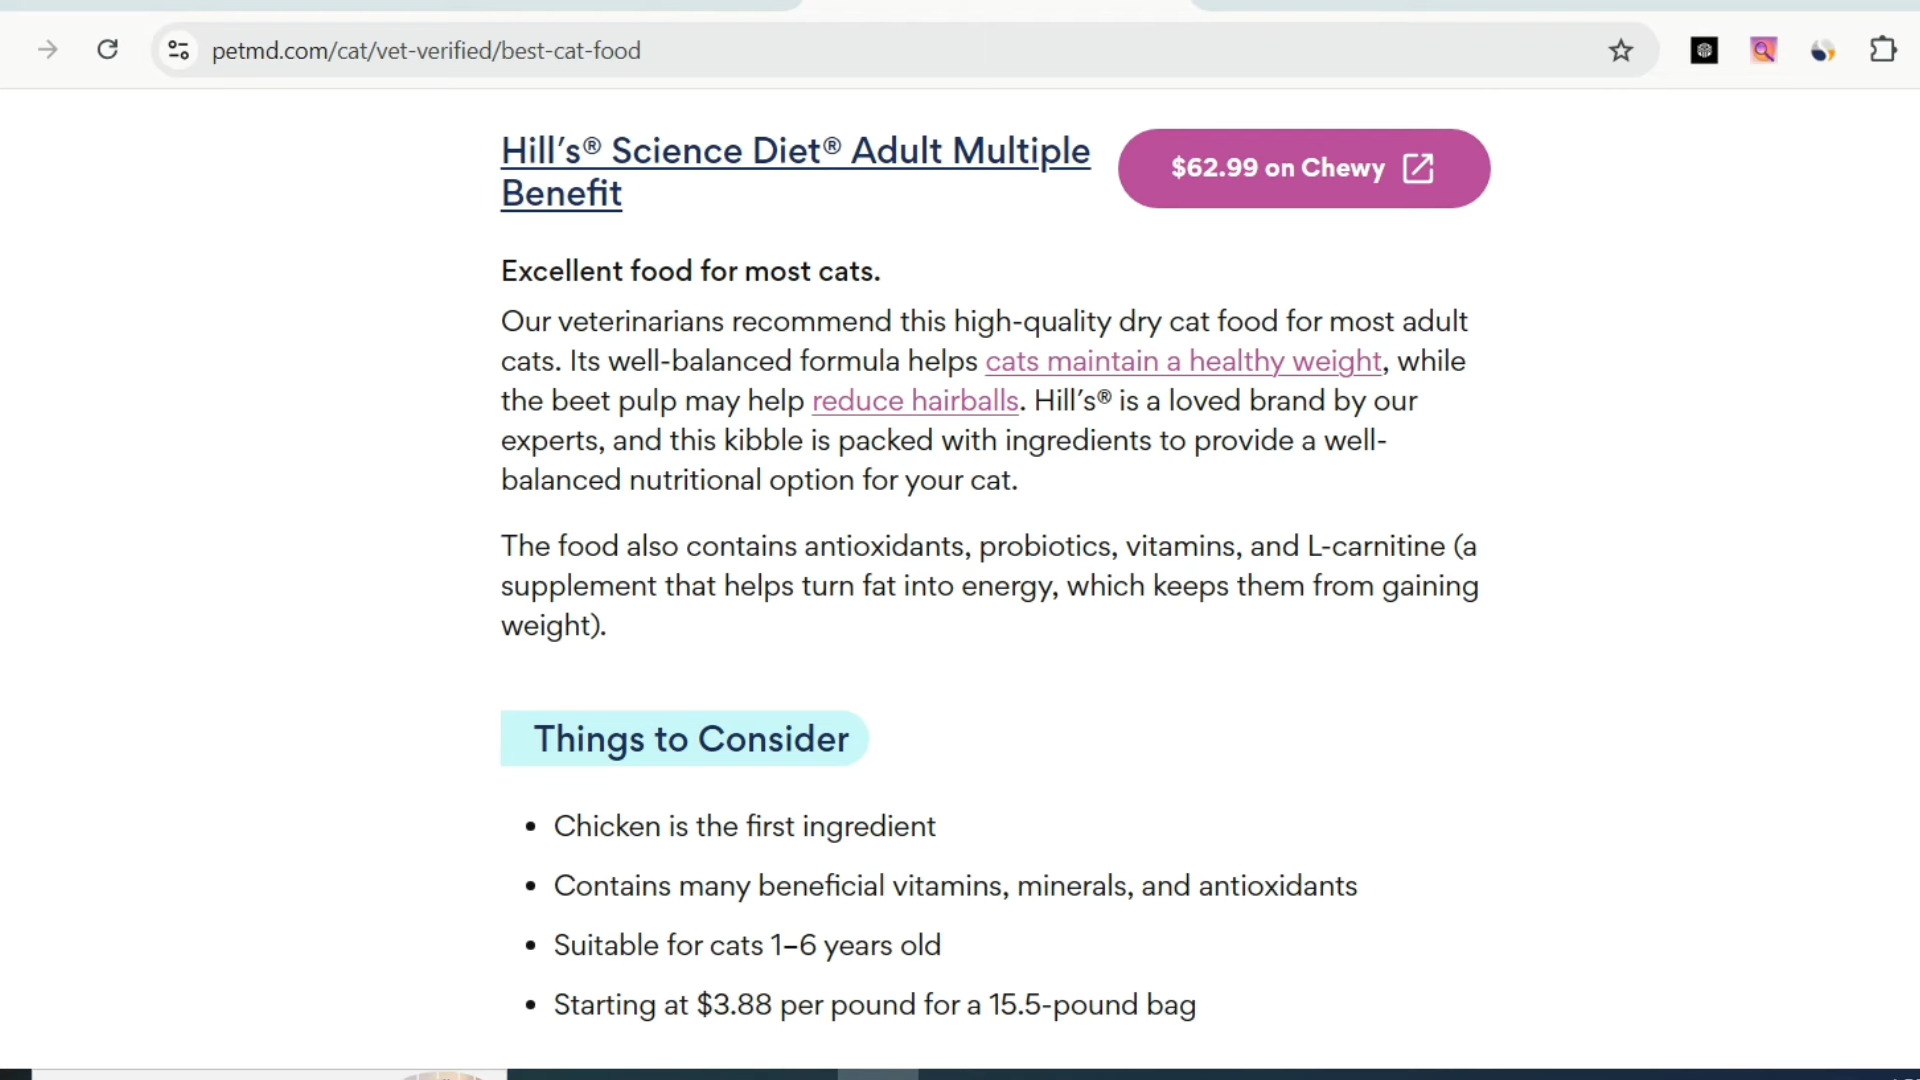 petmd.com/cat/vet-verified/best-cat-food
Hill's® Science Diet® Adult Multiple
Benefit
$62.99 on Chewy
Excellent food for most cats.
Our veterinarians recommend this high-quality dry cat food for most adult
cats. Its well-balanced formula helps cats maintain a healthy weight, while
the beet pulp may help reduce hairballs. Hill's® is a loved brand by our
experts, and this kibble is packed with ingredients to provide a well-
balanced nutritional option for your cat.
The food also contains antioxidants, probiotics, vitamins, and L-carnitine (a
supplement that helps turn fat into energy, which keeps them from gaining
weight).
Things to Consider
• Chicken is the first ingredient
• Contains many beneficial vitamins, minerals, and antioxidants
• Suitable for cats 1–6 years old
• Starting at $3.88 per pound for a 15.5-pound bag